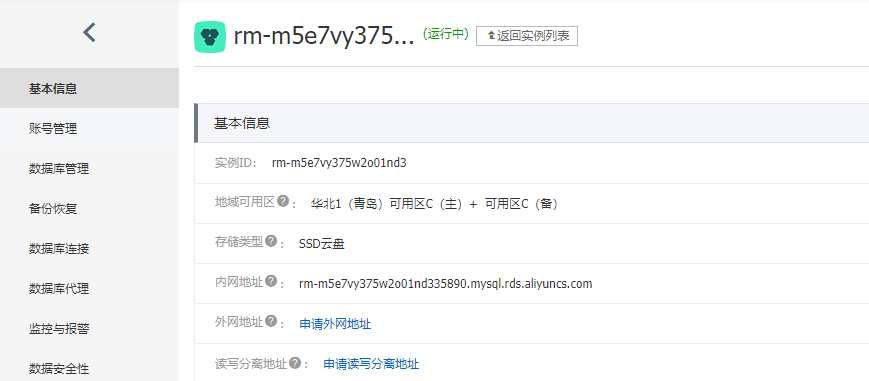 rm-m5e7vy375... (运行中) 返回实例列表
基本信息
账号管理
数据库管理
备份恢复
数据库连接
数据库代理
监控与报警
数据安全性
基本信息
实例ID: rm-m5e7vy375w2o01nd3
地域可用区?: 华北1（青岛）可用区C（主）+ 可用区C（备）
存储类型?: SSD云盘
内网地址?: rm-m5e7vy375w2o01nd335890.mysql.rds.aliyuncs.com
外网地址?: 申请外网地址
读写分离地址?: 申请读写分离地址